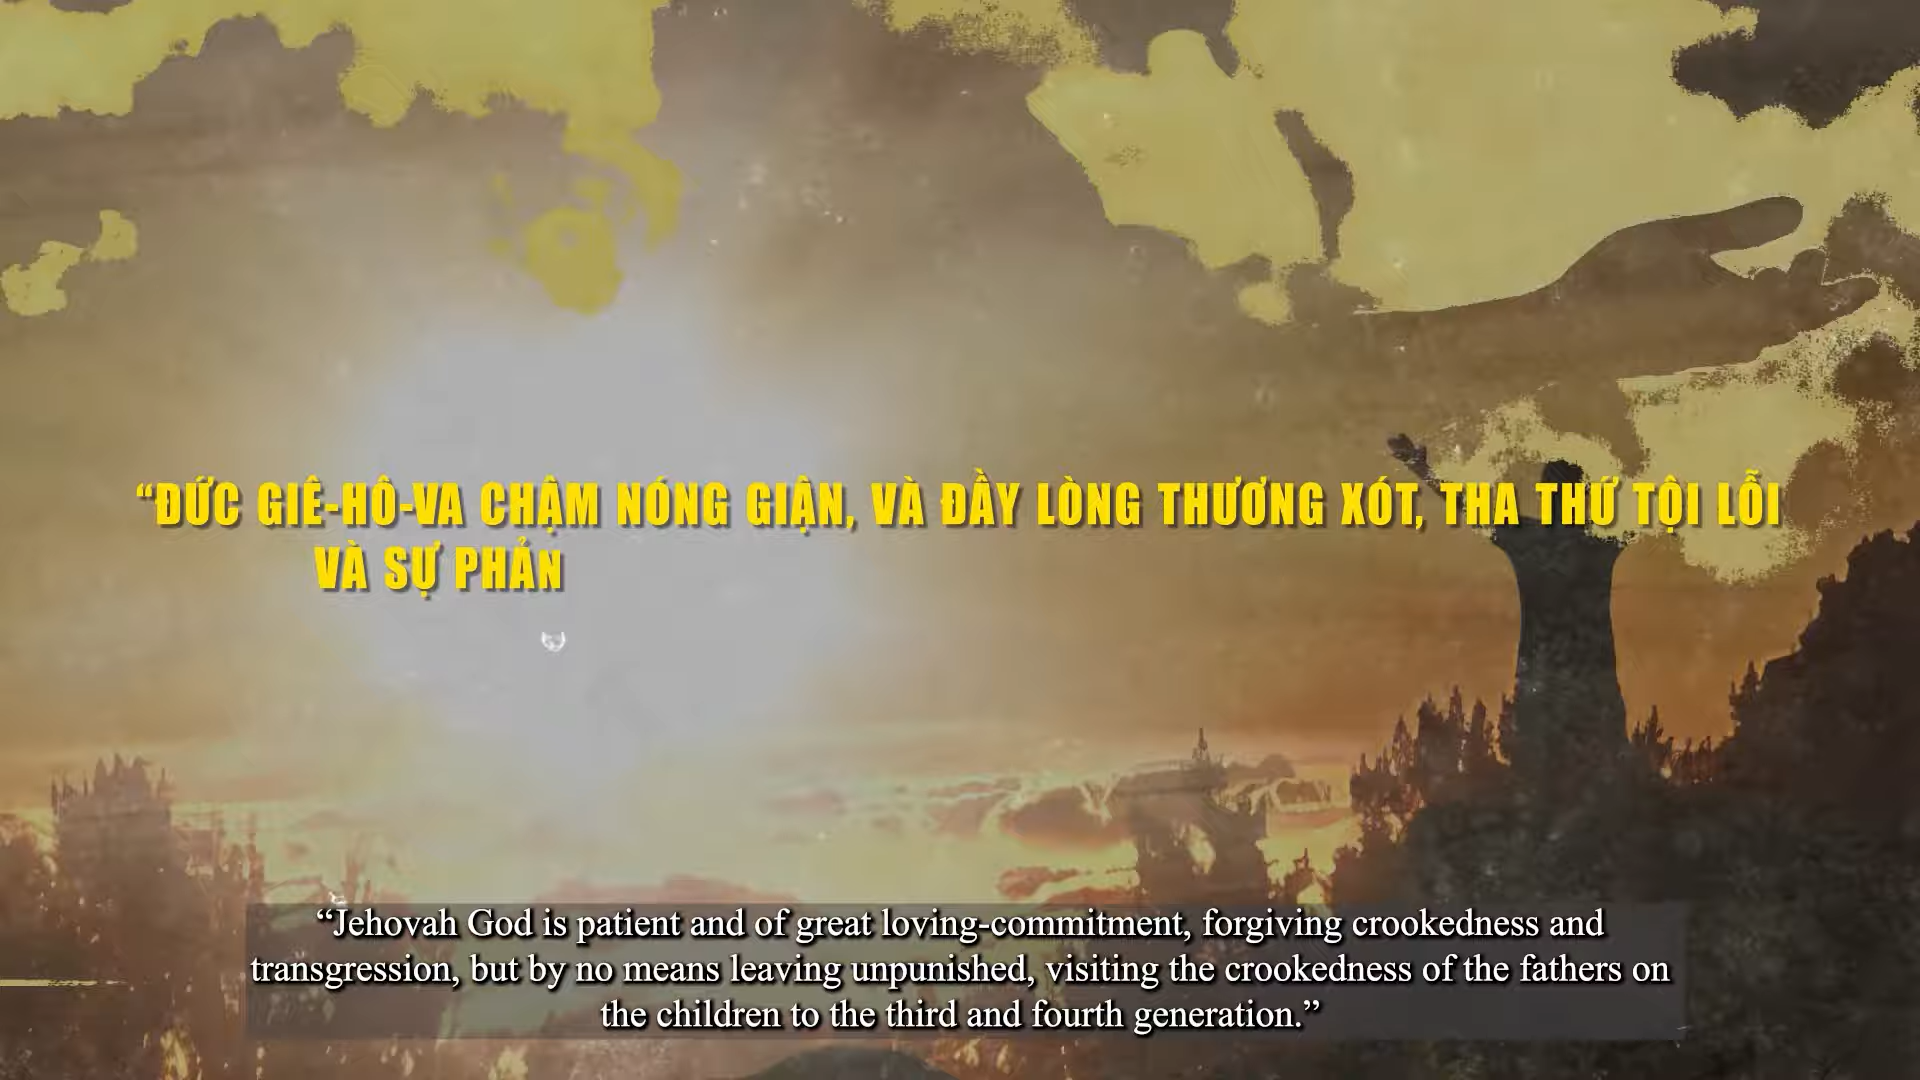 “ĐỨC GIÊ-HÔ-VA CHẬM NÓNG GIẬN, VÀ ĐẦY LÒNG THƯƠNG XÓT, THA THỨ TỘI LỖI
VÀ SỰ PHẢN
“Jehovah God is patient and of great loving-commitment, forgiving crookedness and
transgression, but by no means leaving unpunished, visiting the crookedness of the fathers on
the children to the third and fourth generation.”